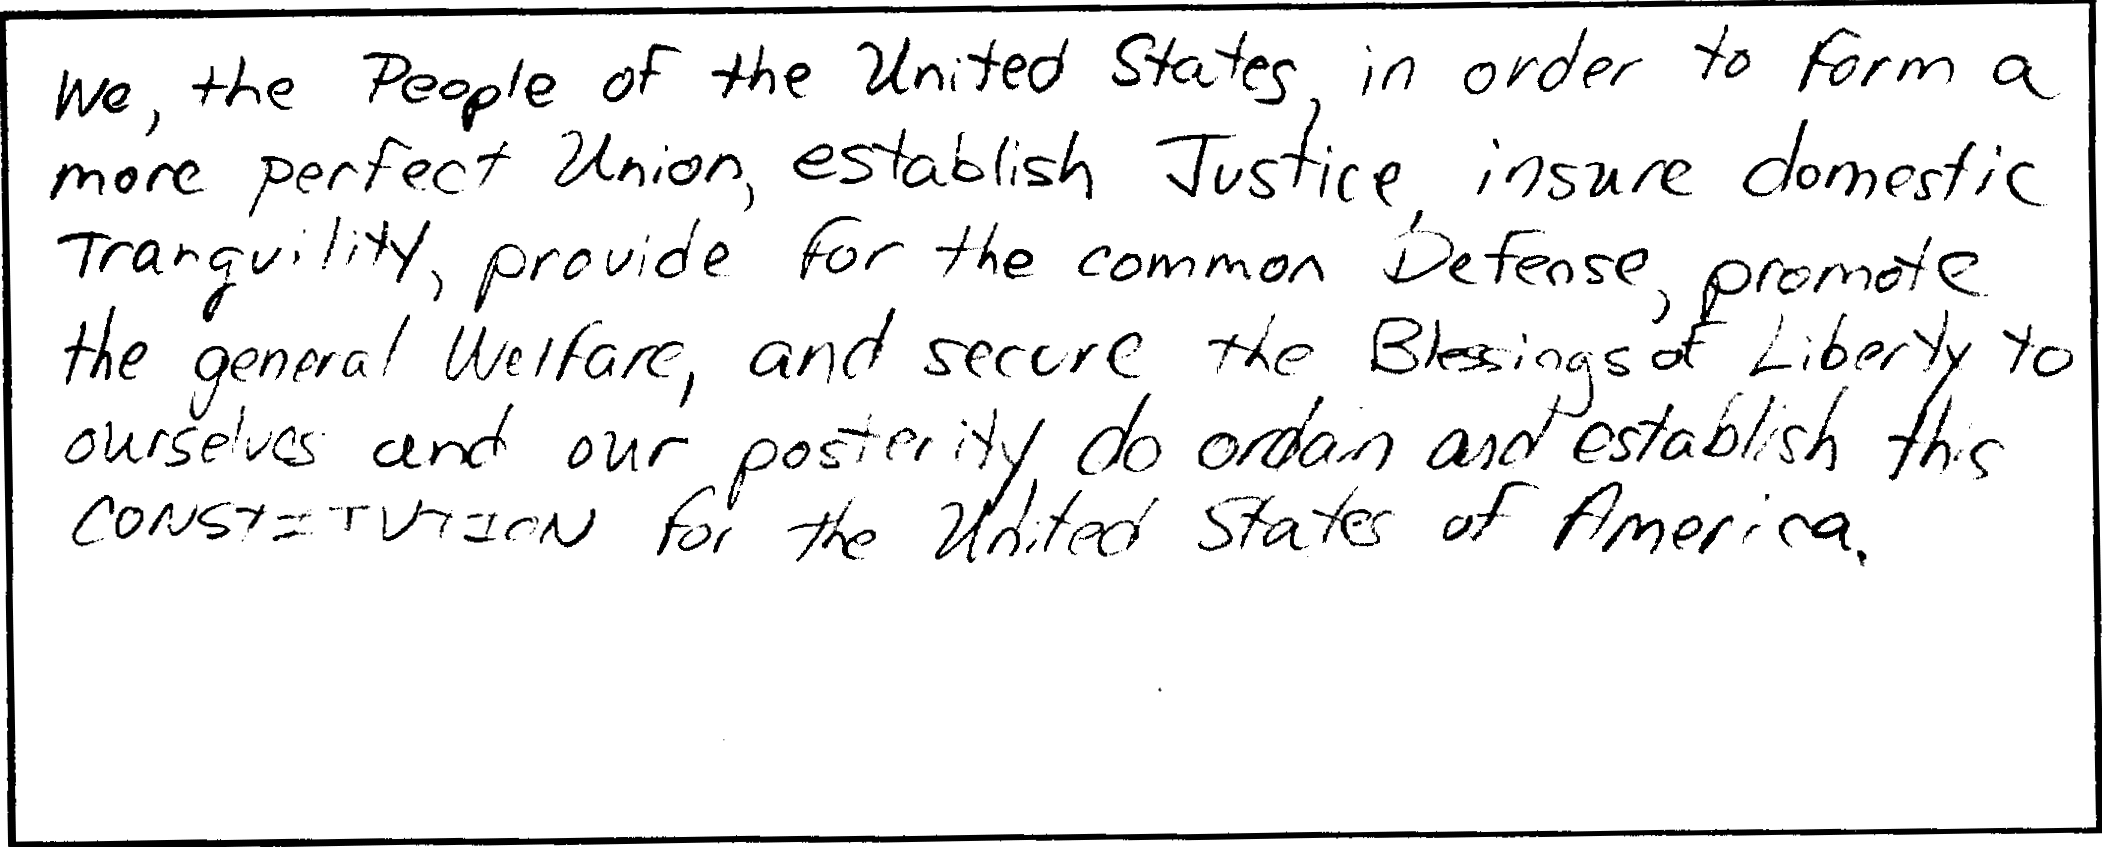 We, the People of the United States, in order to form a
more perfect Union, establish Justice, insure domestic
Tranquility, provide for the common Defense, promote
the general Welfare, and secure the Blessings of Liberty to
ourselves and our posterity do ordain and establish this
CONSTITUTION for the United States of America.